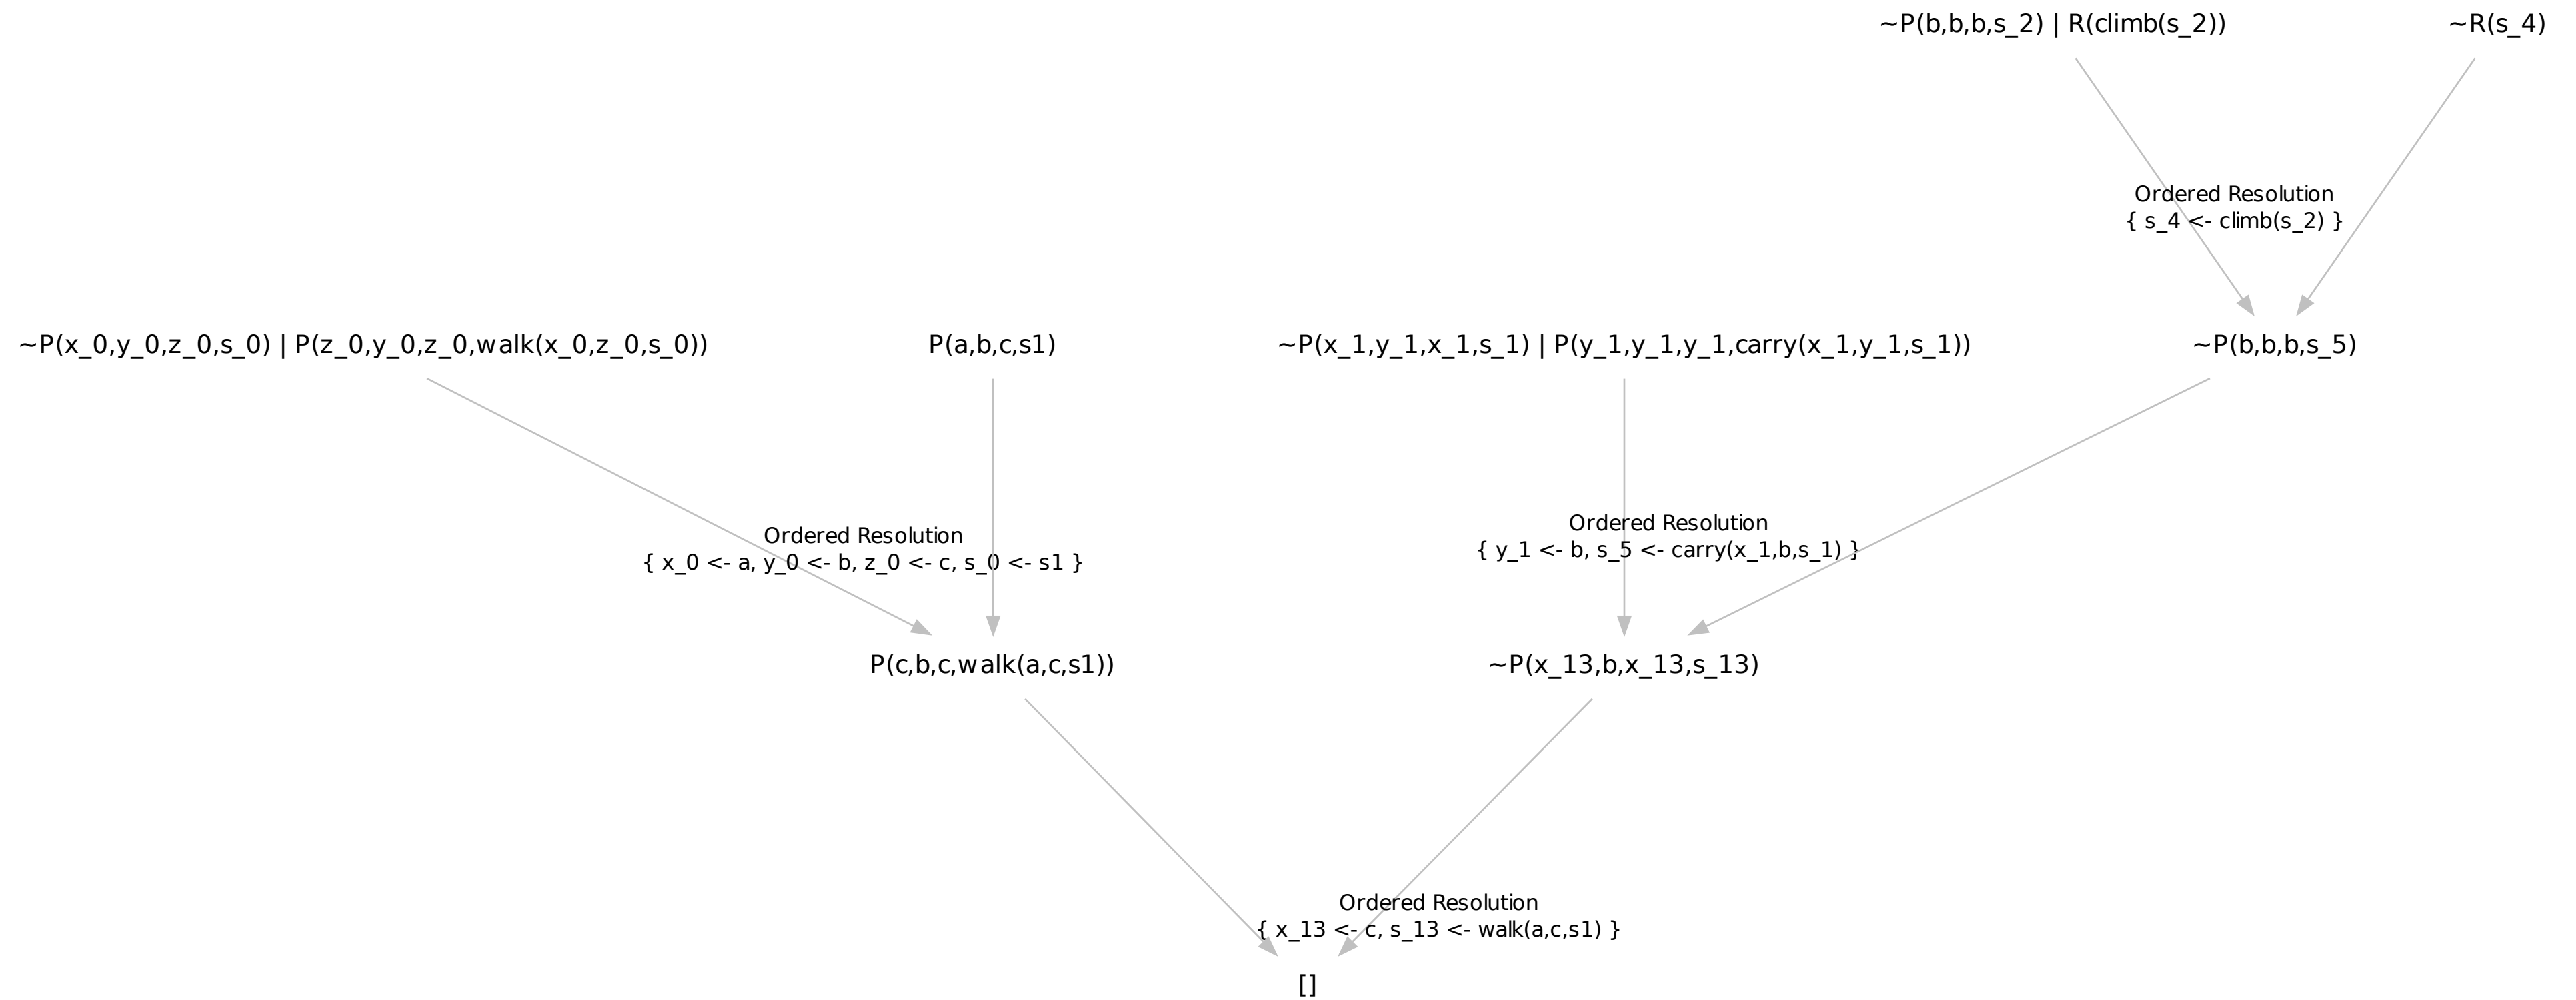 ~P(b,b,b,s_2) | R(climb(s_2))
~R(s_4)
Ordered Resolution
{ s_4 <- climb(s_2) }
~P(x_0,y_0,z_0,s_0) | P(z_0,y_0,z_0,walk(x_0,z_0,s_0))
P(a,b,c,s1)
~P(x_1,y_1,x_1,s_1) | P(y_1,y_1,y_1,carry(x_1,y_1,s_1))
~P(b,b,b,s_5)
Ordered Resolution
{ x_0 <- a, y_0 <- b, z_0 <- c, s_0 <- s1 }
Ordered Resolution
{ y_1 <- b, s_5 <- carry(x_1,b,s_1) }
P(c,b,c,walk(a,c,s1))
~P(x_13,b,x_13,s_13)
Ordered Resolution
{ x_13 <- c, s_13 <- walk(a,c,s1) }
[]